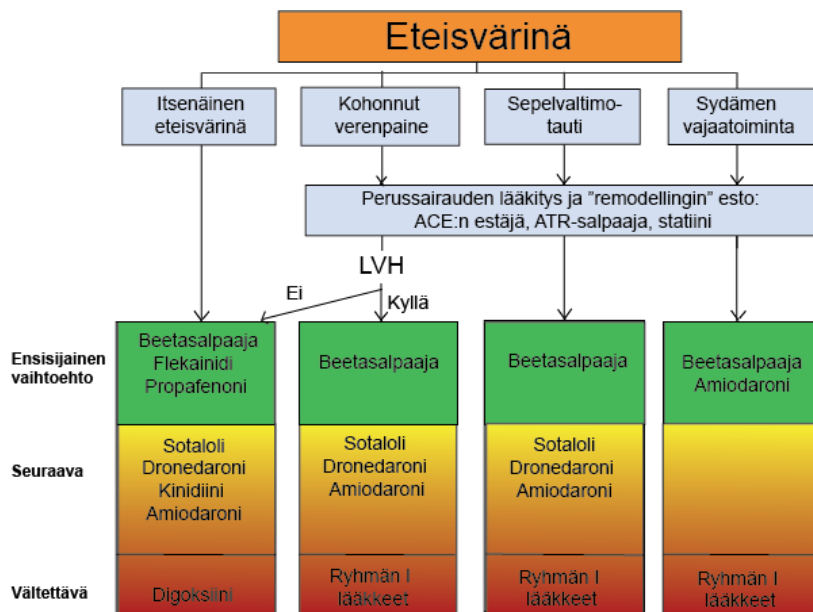 Eteisvärinä
Itsenäinen
eteisvärinä
Kohonnut
verenpaine
Sepelvaltimo-
tauti
Sydämen
vajaatoiminta
Perussairauden lääkitys ja ”remodellingin” esto:
ACE:n estäjä, ATR-salpaaja, statiini
LVH
Ei
Kyllä
Ensisijainen
vaihtoehto
Beetasalpaaja
Flekainidi
Propafenoni
Beetasalpaaja
Beetasalpaaja
Beetasalpaaja
Amiodaroni
Seuraava
Sotaloli
Dronedaroni
Kinidiini
Amiodaroni
Sotaloli
Dronedaroni
Amiodaroni
Sotaloli
Dronedaroni
Amiodaroni
Vältettävä
Digoksiini
Ryhmän I
lääkkeet
Ryhmän I
lääkkeet
Ryhmän I
lääkkeet